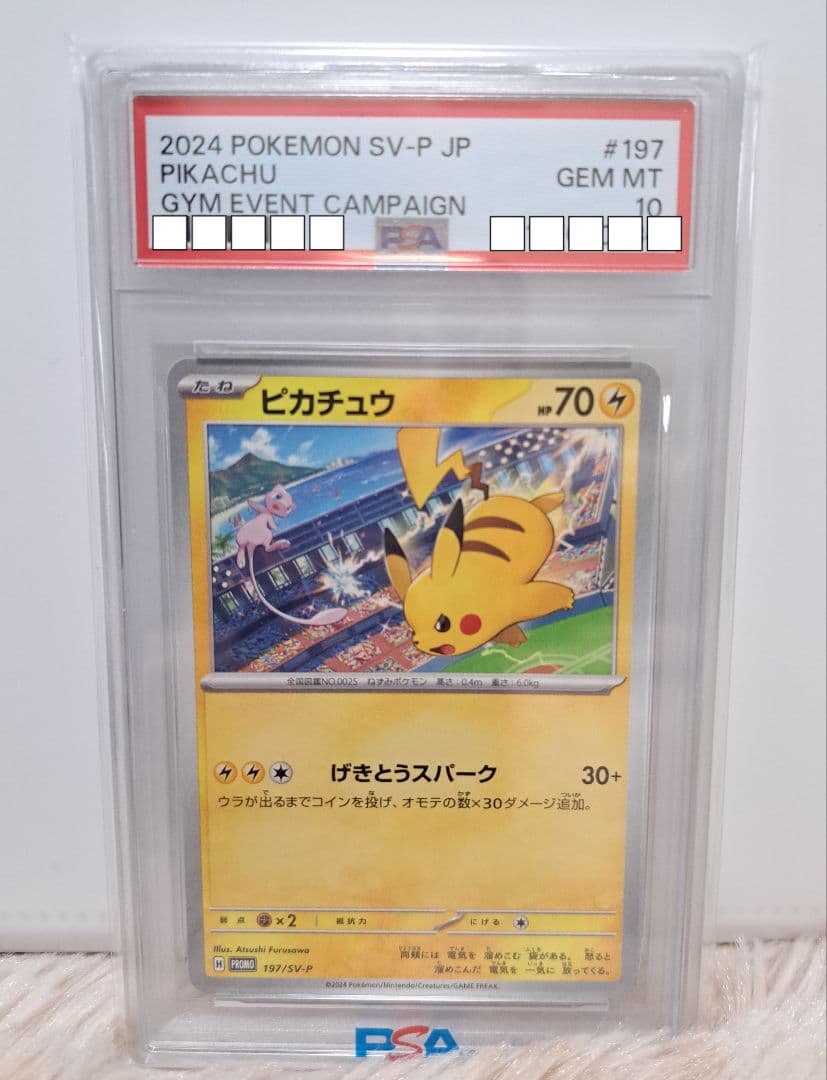 2024 POKEMON SV-P JP #197
PIKACHU GEM MT
GYM EVENT CAMPAIGN 10
PSA
たね ピカチュウ HP70
全国図鑑NO.0025 ねずみポケモン 高さ:0.4m 重さ:6.0kg
げきとうスパーク 30+
ウラが出るまでコインを投げ、オモテの数×30ダメージ追加。
弱点 ×2 抵抗力 にげる
Illus. Atsushi Furusawa
H PROMO 197/SV-P
両頬には 電気を 溜めこむ 袋がある。 怒ると
溜めこんだ 電気を 一気に 放ってくる。
©2024 Pokémon/Nintendo/Creatures/GAME FREAK.
PSA